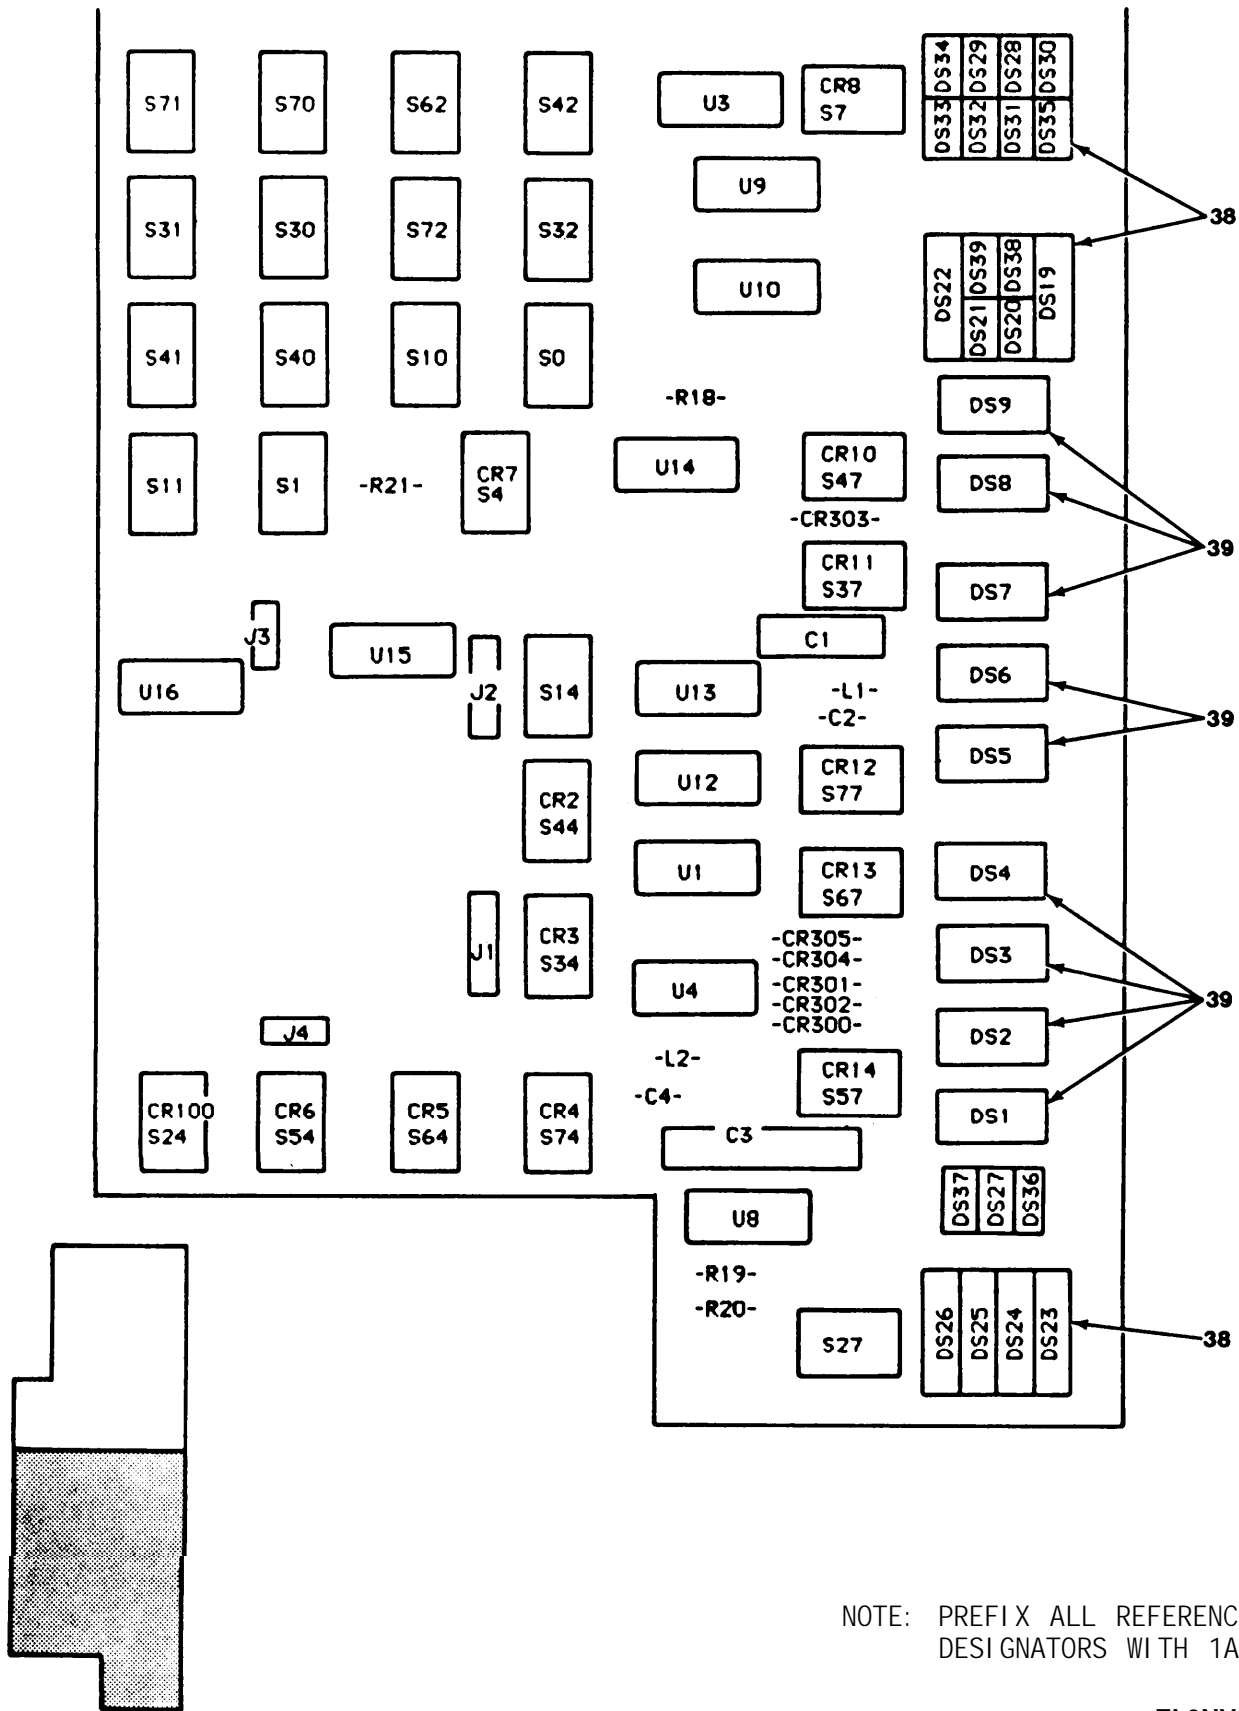 S71 S70 S62 S42 U3 CR8 DS34 DS29 DS28 DS30
S7 DS33 DS32 DS31 DS35
38
U9
S31 S30 S72 S32
U10 DS22 DS39 DS38 DS19
DS21 DS20
S41 S40 S10 S0
-R18- DS9
S11 S1 -R21- CR7 U14 CR10 DS8
S4 S47
-CR303-
39
CR11 DS7
S37
J3 U15 C1
U16 J2 S14 U13 -L1- DS6
-C2- 39
CR12 DS5
U12 S77
CR2
S44
U1 CR13 DS4
S67
J1 CR3 -CR305- DS3
S34 -CR304-
U4 -CR301- 39
-CR302-
-CR300- DS2
J4
-L2- CR14
-C4- S57
CR100 CR6 CR5 CR4 DS1
S24 S54 S64 S74 C3
DS37 DS27 DS36
U8
-R19-
-R20-
S27 DS26 DS25 DS24 DS23 38
NOTE: PREFIX ALL REFERENC
DESIGNATORS WITH 1A